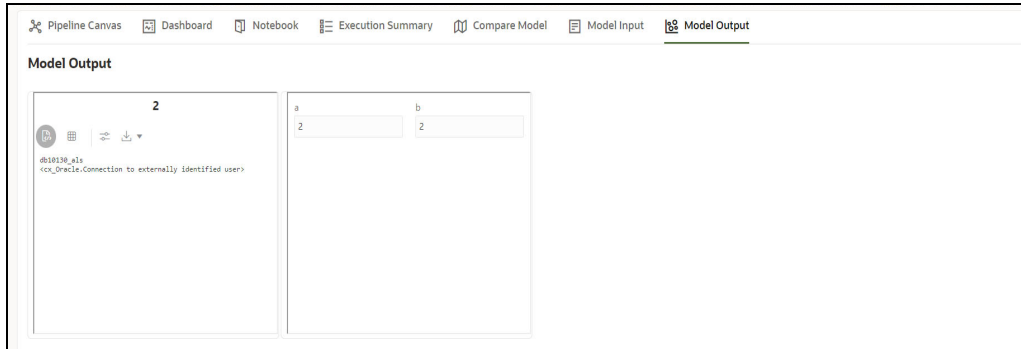 Pipeline Canvas Dashboard Notebook Execution Summary Compare Model Model Input Model Output
Model Output
2
db10130_als
<cx_Oracle.Connection to externally identified user>
a b
2 2